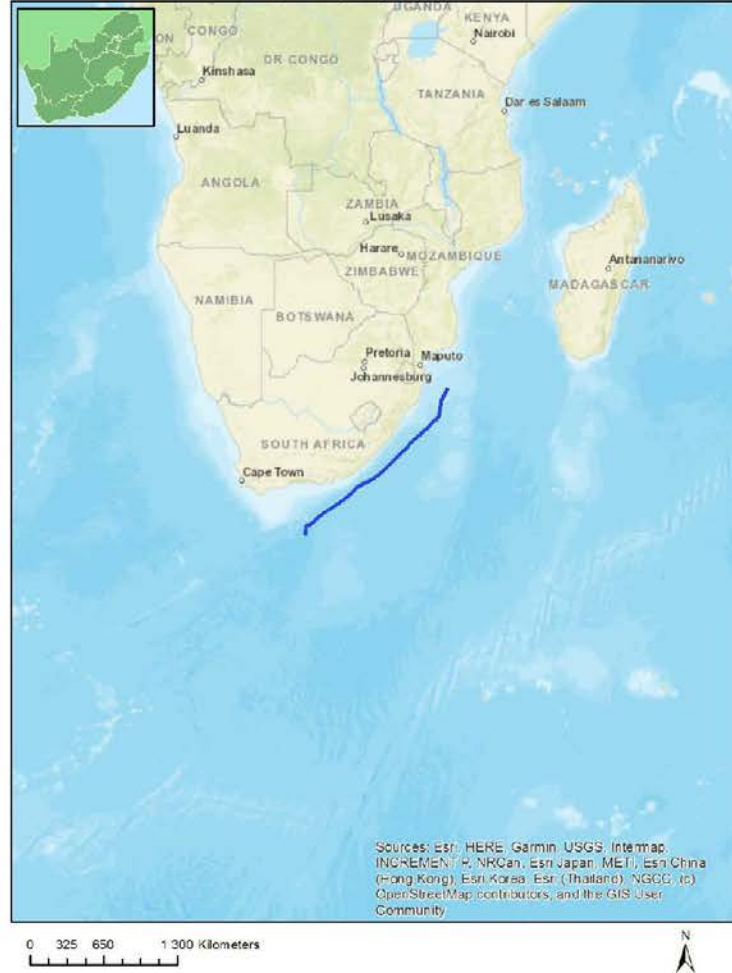 UGANDA
KENYA
Nairobi
CONGO
ON
DR CONGO
Kinshasa
TANZANIA
Dar es Salaam
Luanda
ANGOLA
ZAMBIA
Lusaka
Harare
MOZAMBIQUE
ZIMBABWE
Antananarivo
MADAGASCAR
NAMIBIA
BOTSWANA
Pretoria
Maputo
Johannesburg
SOUTH AFRICA
Cape Town
Sources: Esri, HERE, Garmin, USGS, Intermap,
INCREMENT P, NRCan, Esri Japan, METI, Esri China
(Hong Kong), Esri Korea, Esri (Thailand), NGCC, (c)
OpenStreetMap contributors, and the GIS User
Community
0 325 650 1 300 Kilometers
N